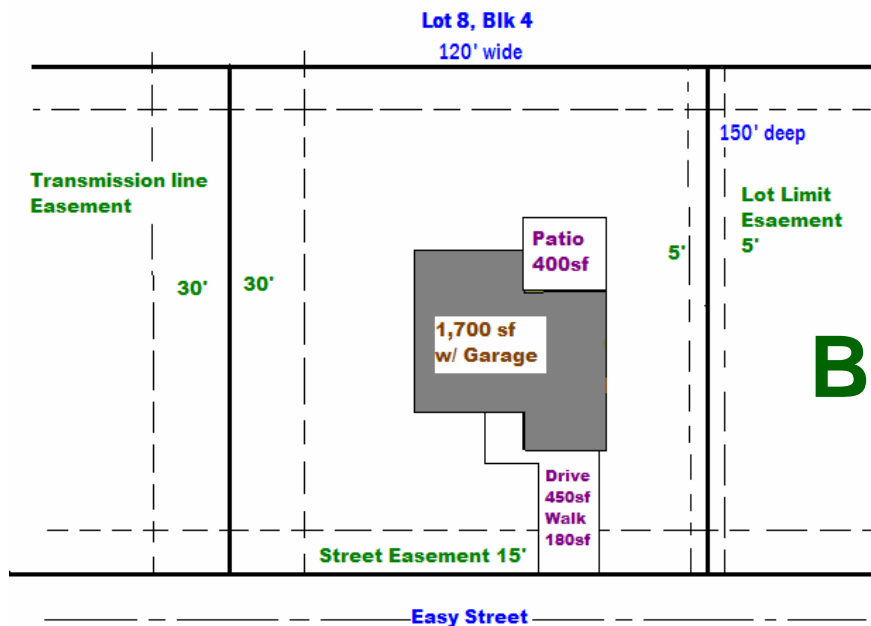 Lot 8, Blk 4
120' wide
150' deep
Transmission line
Easement
Lot Limit
Esaement
5'
Patio
400sf
5'
30'
30'
1,700 sf
w/ Garage
B
Drive
450sf
Walk
180sf
Street Easement 15'
Easy Street